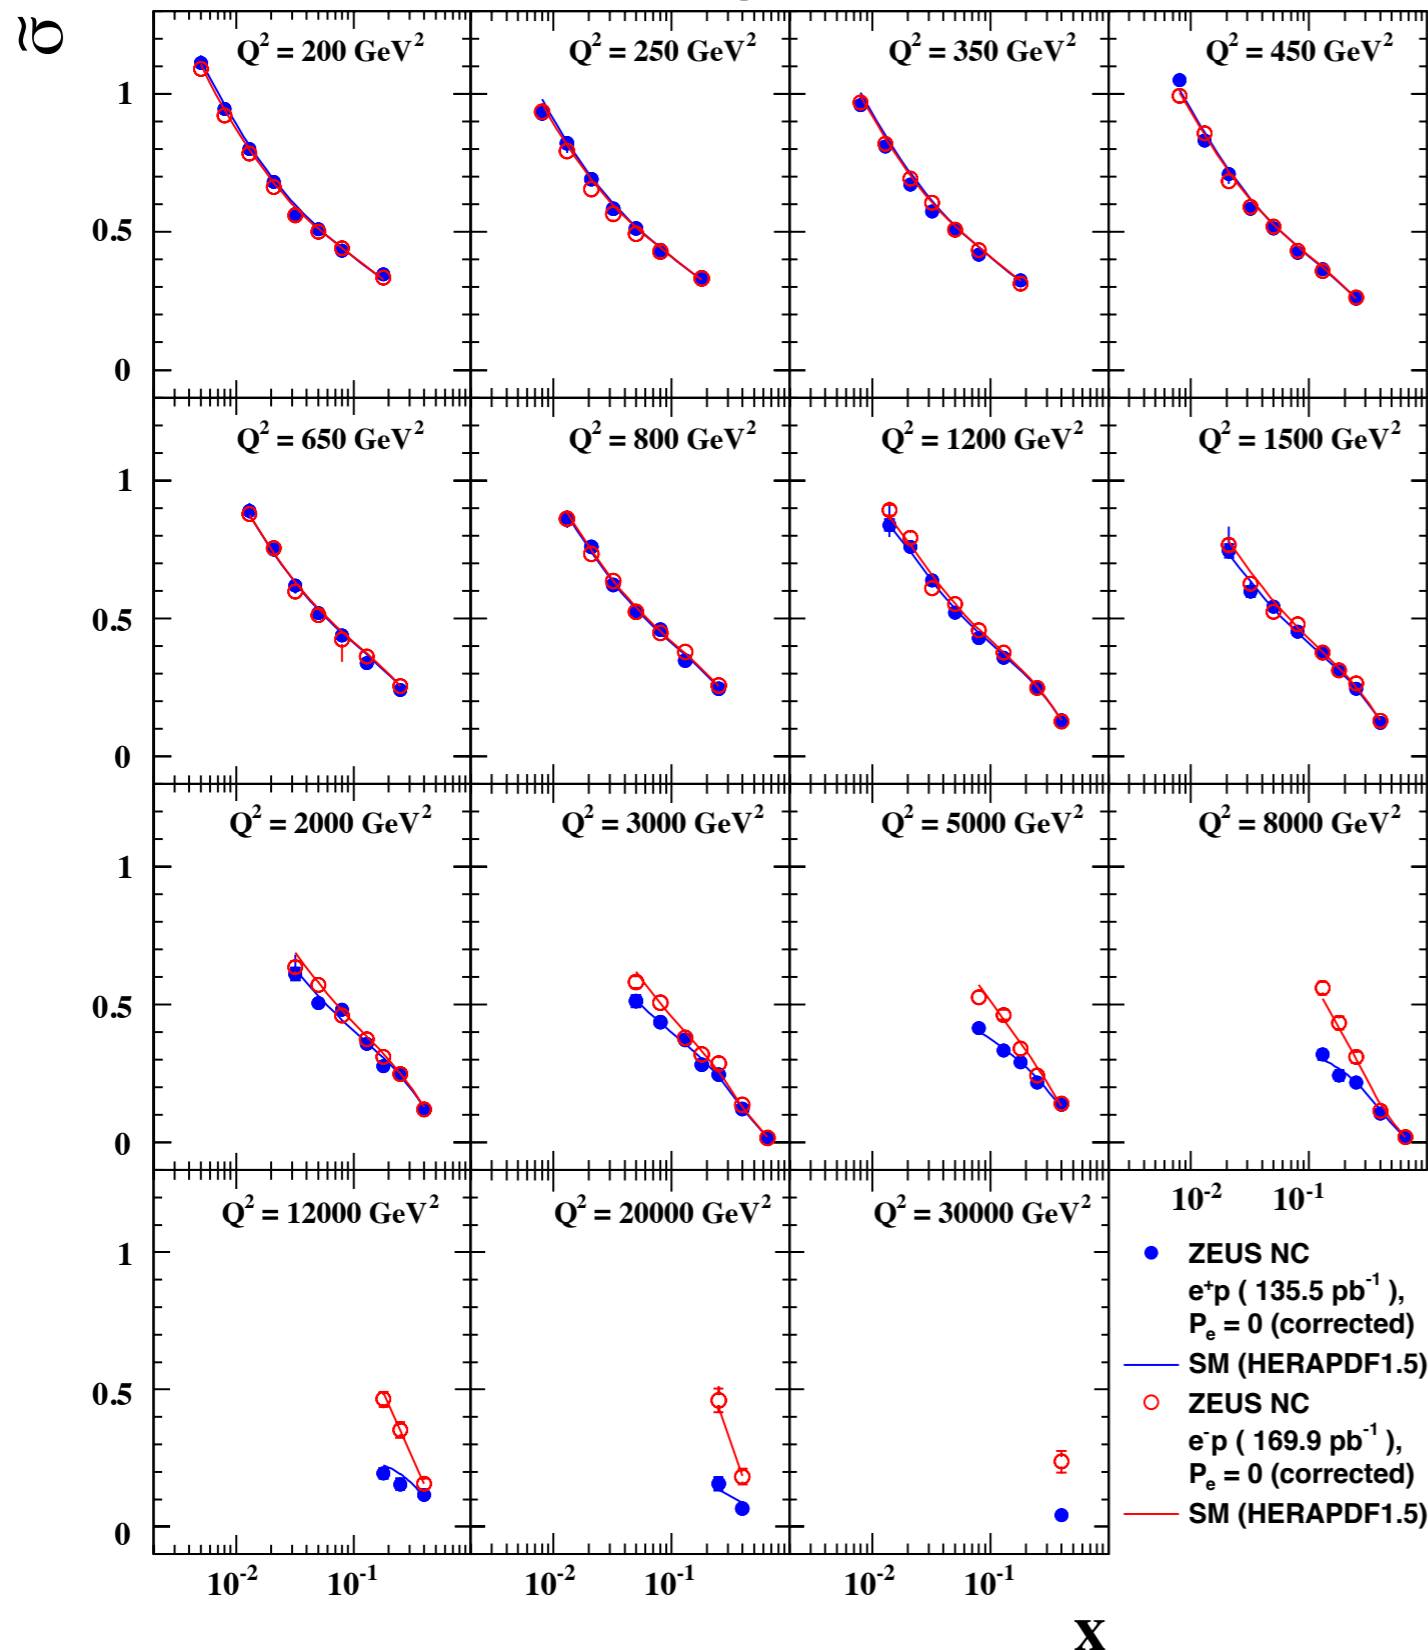 σ̃
Q² = 200 GeV²
Q² = 250 GeV²
Q² = 350 GeV²
Q² = 450 GeV²
1
0.5
0
Q² = 650 GeV²
Q² = 800 GeV²
Q² = 1200 GeV²
Q² = 1500 GeV²
1
0.5
0
Q² = 2000 GeV²
Q² = 3000 GeV²
Q² = 5000 GeV²
Q² = 8000 GeV²
1
0.5
0
10⁻²
10⁻¹
Q² = 12000 GeV²
Q² = 20000 GeV²
Q² = 30000 GeV²
1
0.5
0
ZEUS NC
e⁺p ( 135.5 pb⁻¹ ),
Pₑ = 0 (corrected)
SM (HERAPDF1.5)
ZEUS NC
e⁻p ( 169.9 pb⁻¹),
Pₑ = 0 (corrected)
SM (HERAPDF1.5)
10⁻²
10⁻¹
10⁻²
10⁻¹
10⁻²
10⁻¹
x